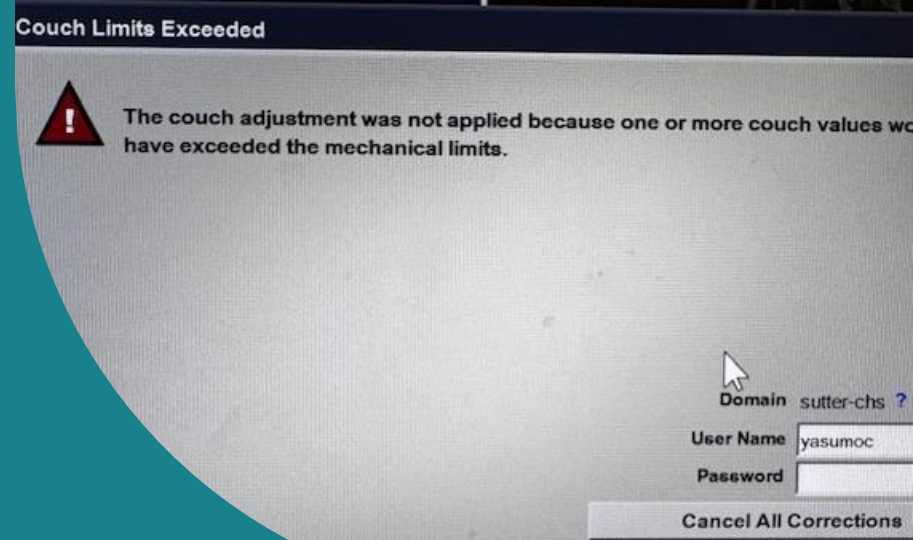 Couch Limits Exceeded
!
The couch adjustment was not applied because one or more couch values
have exceeded the mechanical limits.
Domain sutter-chs ?
User Name yasumoc
Password
Cancel All Corrections